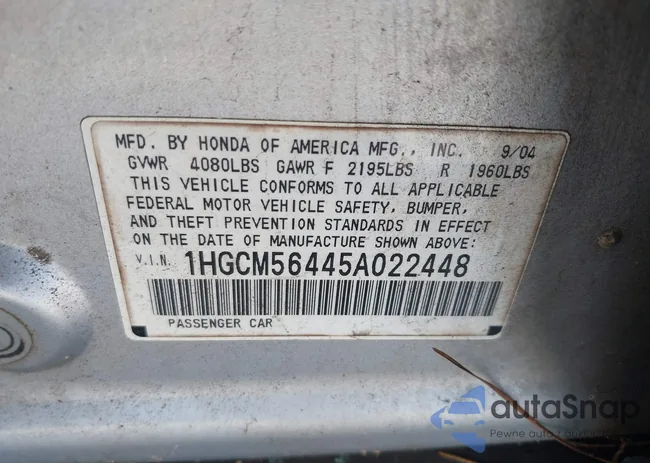 MFD. BY HONDA OF AMERICA MFG., INC. 9/04
GVWR 4080LBS GAWR F 2195LBS R 1960LBS
THIS VEHICLE CONFORMS TO ALL APPLICABLE
FEDERAL MOTOR VEHICLE SAFETY, BUMPER,
AND THEFT PREVENTION STANDARDS IN EFFECT
ON THE DATE OF MANUFACTURE SHOWN ABOVE.
V.I.N. 1HGCM56445A022448
PASSENGER CAR
autaSnap
Pewne auto